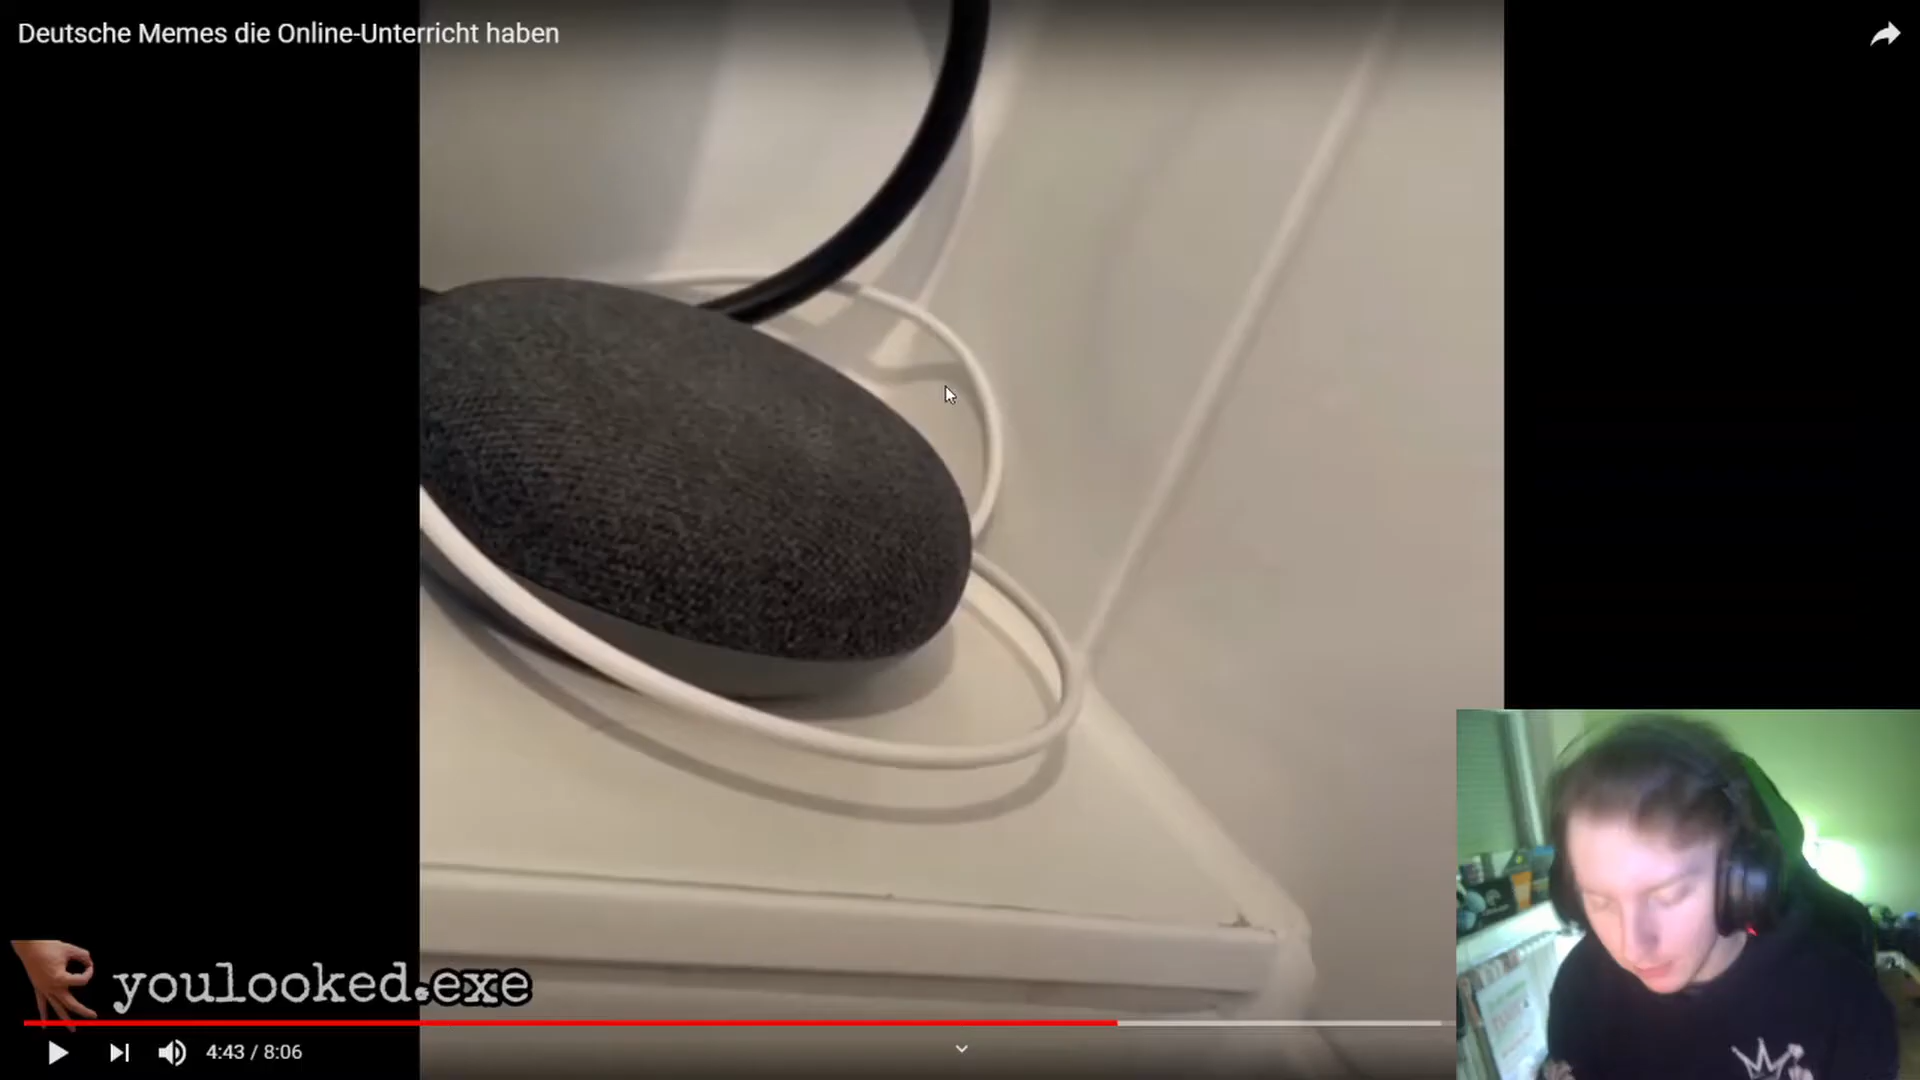 Deutsche Memes die Online-Unterricht haben
youlooked.exe
4:43 / 8:06